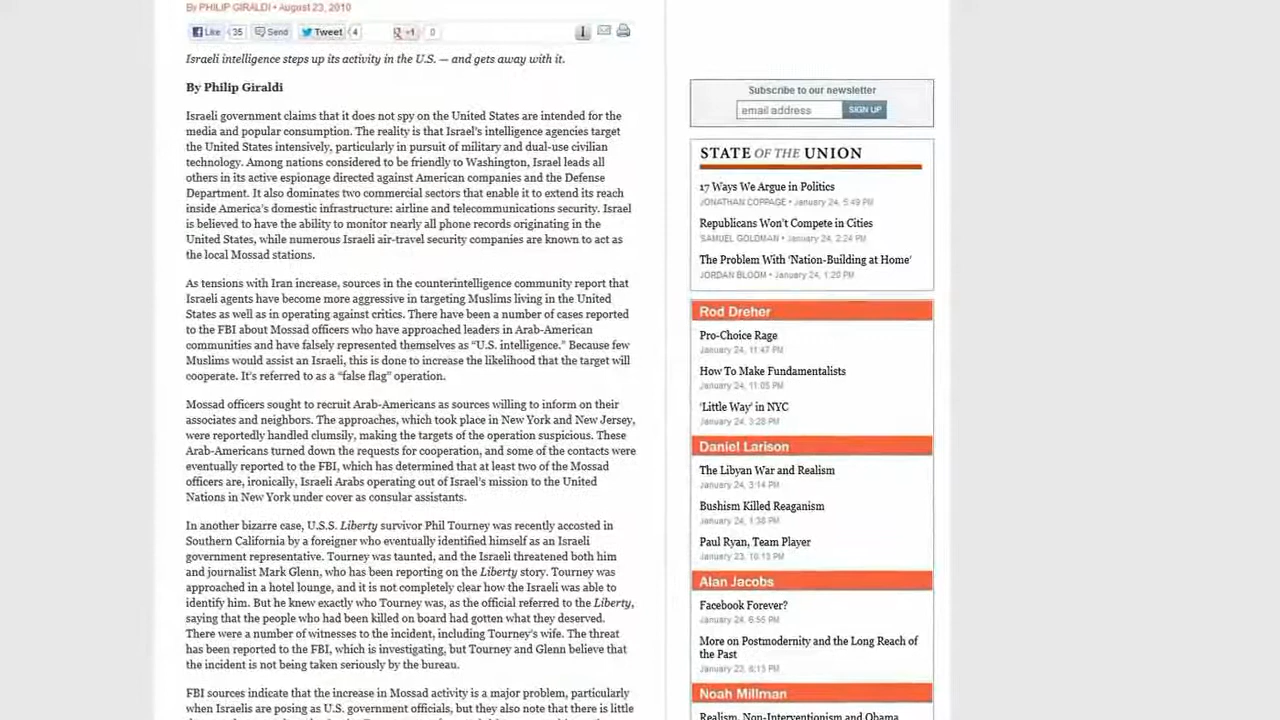 By PHILIP GIRALDI • August 23, 2010
Like 35 Send Tweet 4 +1 0
Israeli intelligence steps up its activity in the U.S. — and gets away with it.
By Philip Giraldi
Israeli government claims that it does not spy on the United States are intended for the
media and popular consumption. The reality is that Israel's intelligence agencies target
the United States intensively, particularly in pursuit of military and dual-use civilian
technology. Among nations considered to be friendly to Washington, Israel leads all
others in its active espionage directed against American companies and the Defense
Department. It also dominates two commercial sectors that enable it to extend its reach
inside America's domestic infrastructure: airline and telecommunications security. Israel
is believed to have the ability to monitor nearly all phone records originating in the
United States, while numerous Israeli air-travel security companies are known to act as
the local Mossad stations.
As tensions with Iran increase, sources in the counterintelligence community report that
Israeli agents have become more aggressive in targeting Muslims living in the United
States as well as in operating against critics. There have been a number of cases reported
to the FBI about Mossad officers who have approached leaders in Arab-American
communities and have falsely represented themselves as "U.S. intelligence." Because few
Muslims would assist an Israeli, this is done to increase the likelihood that the target will
cooperate. It's referred to as a "false flag" operation.
Mossad officers sought to recruit Arab-Americans as sources willing to inform on their
associates and neighbors. The approaches, which took place in New York and New Jersey,
were reportedly handled clumsily, making the targets of the operation suspicious. These
Arab-Americans turned down the requests for cooperation, and some of the contacts were
eventually reported to the FBI, which has determined that at least two of the Mossad
officers are, ironically, Israeli Arabs operating out of Israel's mission to the United
Nations in New York under cover as consular assistants.
In another bizarre case, U.S.S. Liberty survivor Phil Tourney was recently accosted in
Southern California by a foreigner who eventually identified himself as an Israeli
government representative. Tourney was taunted, and the Israeli threatened both him
and journalist Mark Glenn, who has been reporting on the Liberty story. Tourney was
approached in a hotel lounge, and it is not completely clear how the Israeli was able to
identify him. But he knew exactly who Tourney was, as the official referred to the Liberty,
saying that the people who had been killed on board had gotten what they deserved.
There were a number of witnesses to the incident, including Tourney's wife. The threat
has been reported to the FBI, which is investigating, but Tourney and Glenn believe that
the incident is not being taken seriously by the bureau.
FBI sources indicate that the increase in Mossad activity is a major problem, particularly
when Israelis are posing as U.S. government officials, but they also note that there is little
Subscribe to our newsletter
email address SIGN UP
STATE OF THE UNION
17 Ways We Argue in Politics
JONATHAN COPPAGE • January 24, 5:49 PM
Republicans Won't Compete in Cities
SAMUEL GOLDMAN • January 24, 2:24 PM
The Problem With 'Nation-Building at Home'
JORDAN BLOOM • January 24, 1:20 PM
Rod Dreher
Pro-Choice Rage
January 24, 11:47 PM
How To Make Fundamentalists
January 24, 11:05 PM
'Little Way' in NYC
January 24, 3:28 PM
Daniel Larison
The Libyan War and Realism
January 24, 3:14 PM
Bushism Killed Reaganism
January 24, 1:38 PM
Paul Ryan, Team Player
January 23, 10:13 PM
Alan Jacobs
Facebook Forever?
January 24, 6:55 PM
More on Postmodernity and the Long Reach of
the Past
January 23, 6:13 PM
Noah Millman
Realism, Non-Interventionism and Obama